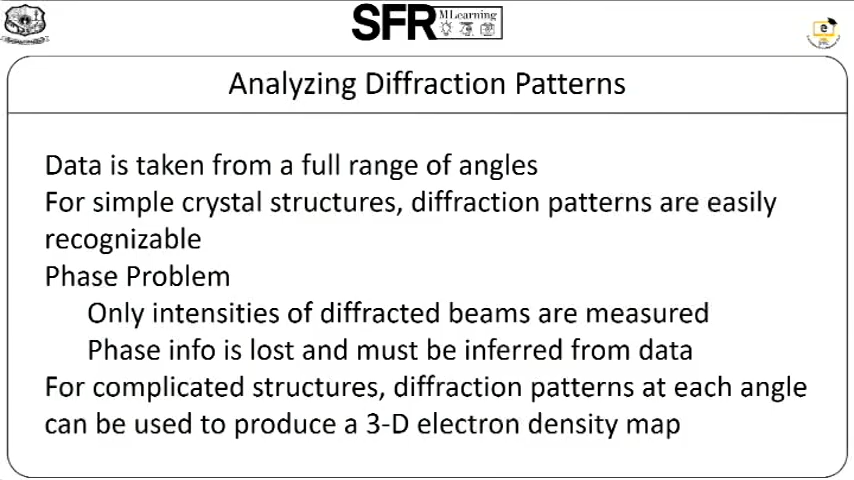 SFR MLearning
e
Analyzing Diffraction Patterns
Data is taken from a full range of angles
For simple crystal structures, diffraction patterns are easily
recognizable
Phase Problem
Only intensities of diffracted beams are measured
Phase info is lost and must be inferred from data
For complicated structures, diffraction patterns at each angle
can be used to produce a 3-D electron density map